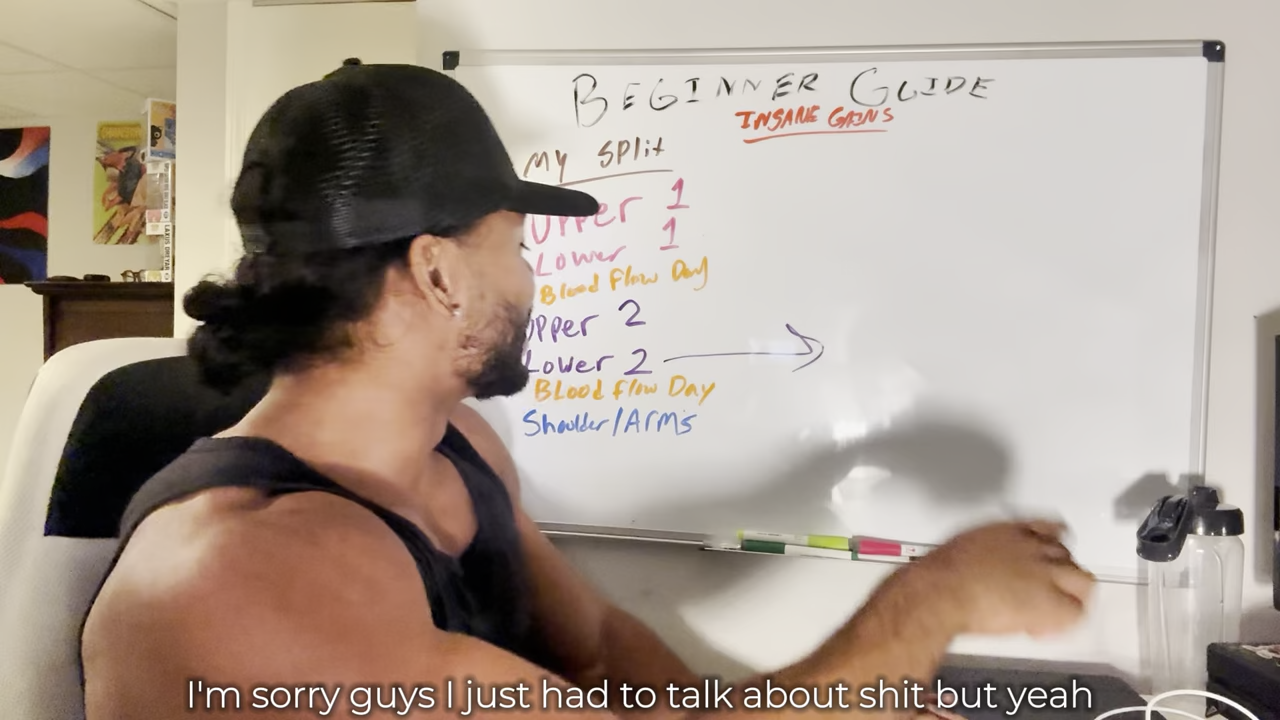 BEGINNER GUIDE
INSANE GAINS
MY SPLIT
Upper 1
Lower 1
Blood Flow Day
Upper 2
Lower 2
Blood Flow Day
Shoulder/Arms
I'm sorry guys I just had to talk about shit but yeah